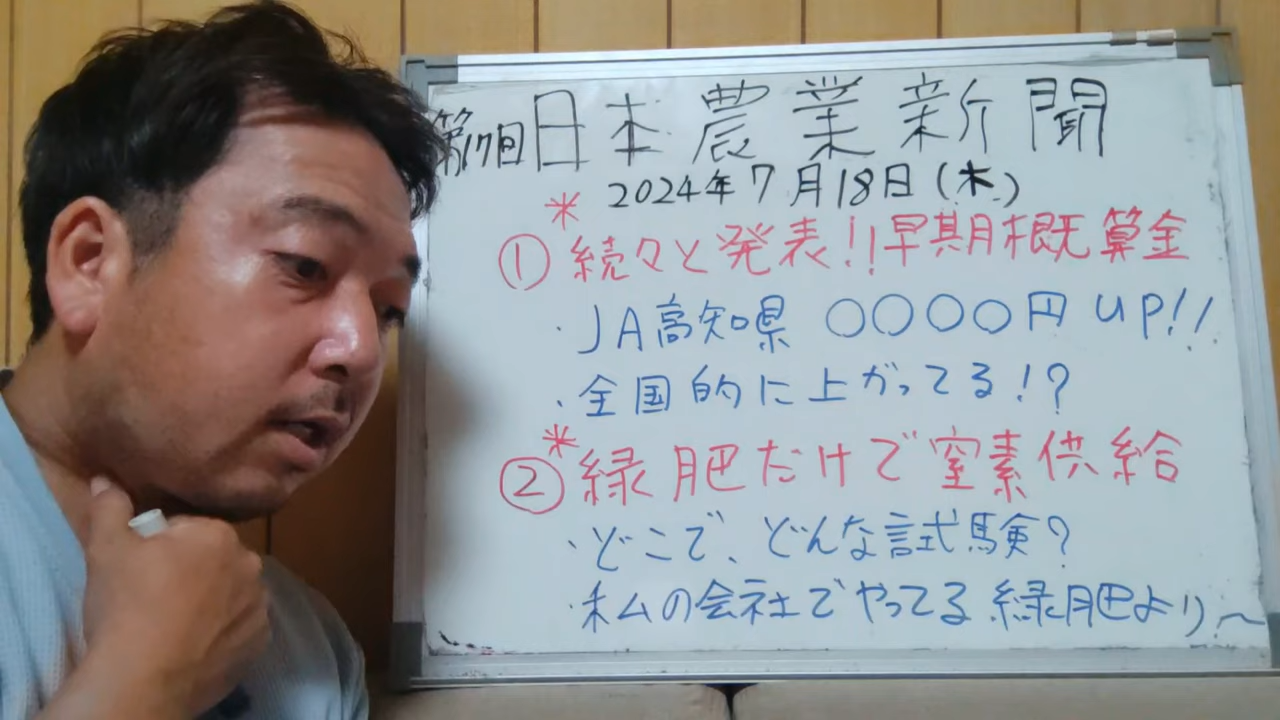 第17回日本農業新聞
2024年7月18日(木)
*
①続々と発表!!早期概算金
・JA高知県 〇〇〇〇円UP!!
・全国的に上がってる!?
*
②緑肥だけで窒素供給
・どこで、どんな試験?
・私の会社でやってる緑肥より〜